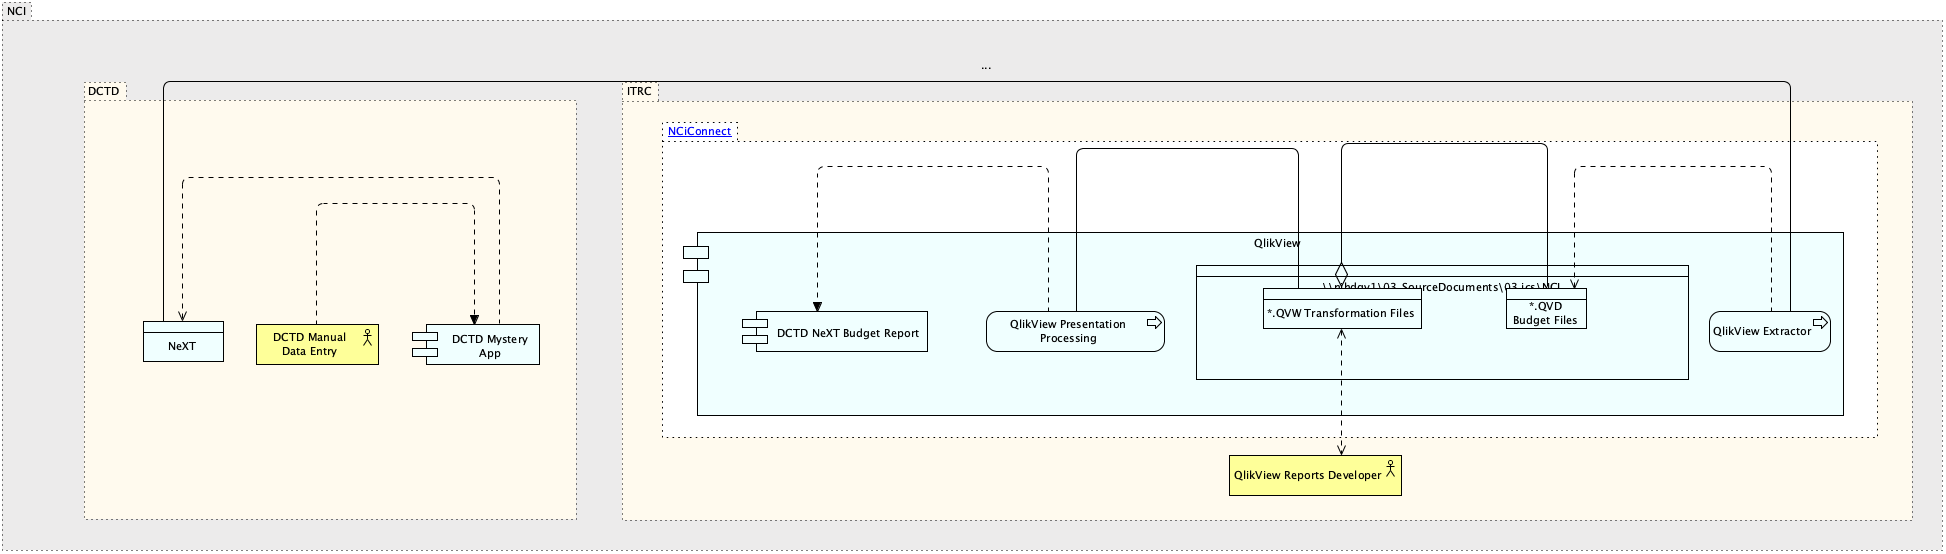 NCI
...
DCTD
ITRC
NCiConnect
QlikView
03_SourceDocuments\03.ics\NCI
*.QVW Transformation Files
*.QVD
Budget Files
DCTD NeXT Budget Report
QlikView Presentation
Processing
QlikView Extractor
NeXT
DCTD Manual
Data Entry
DCTD Mystery
App
QlikView Reports Developer